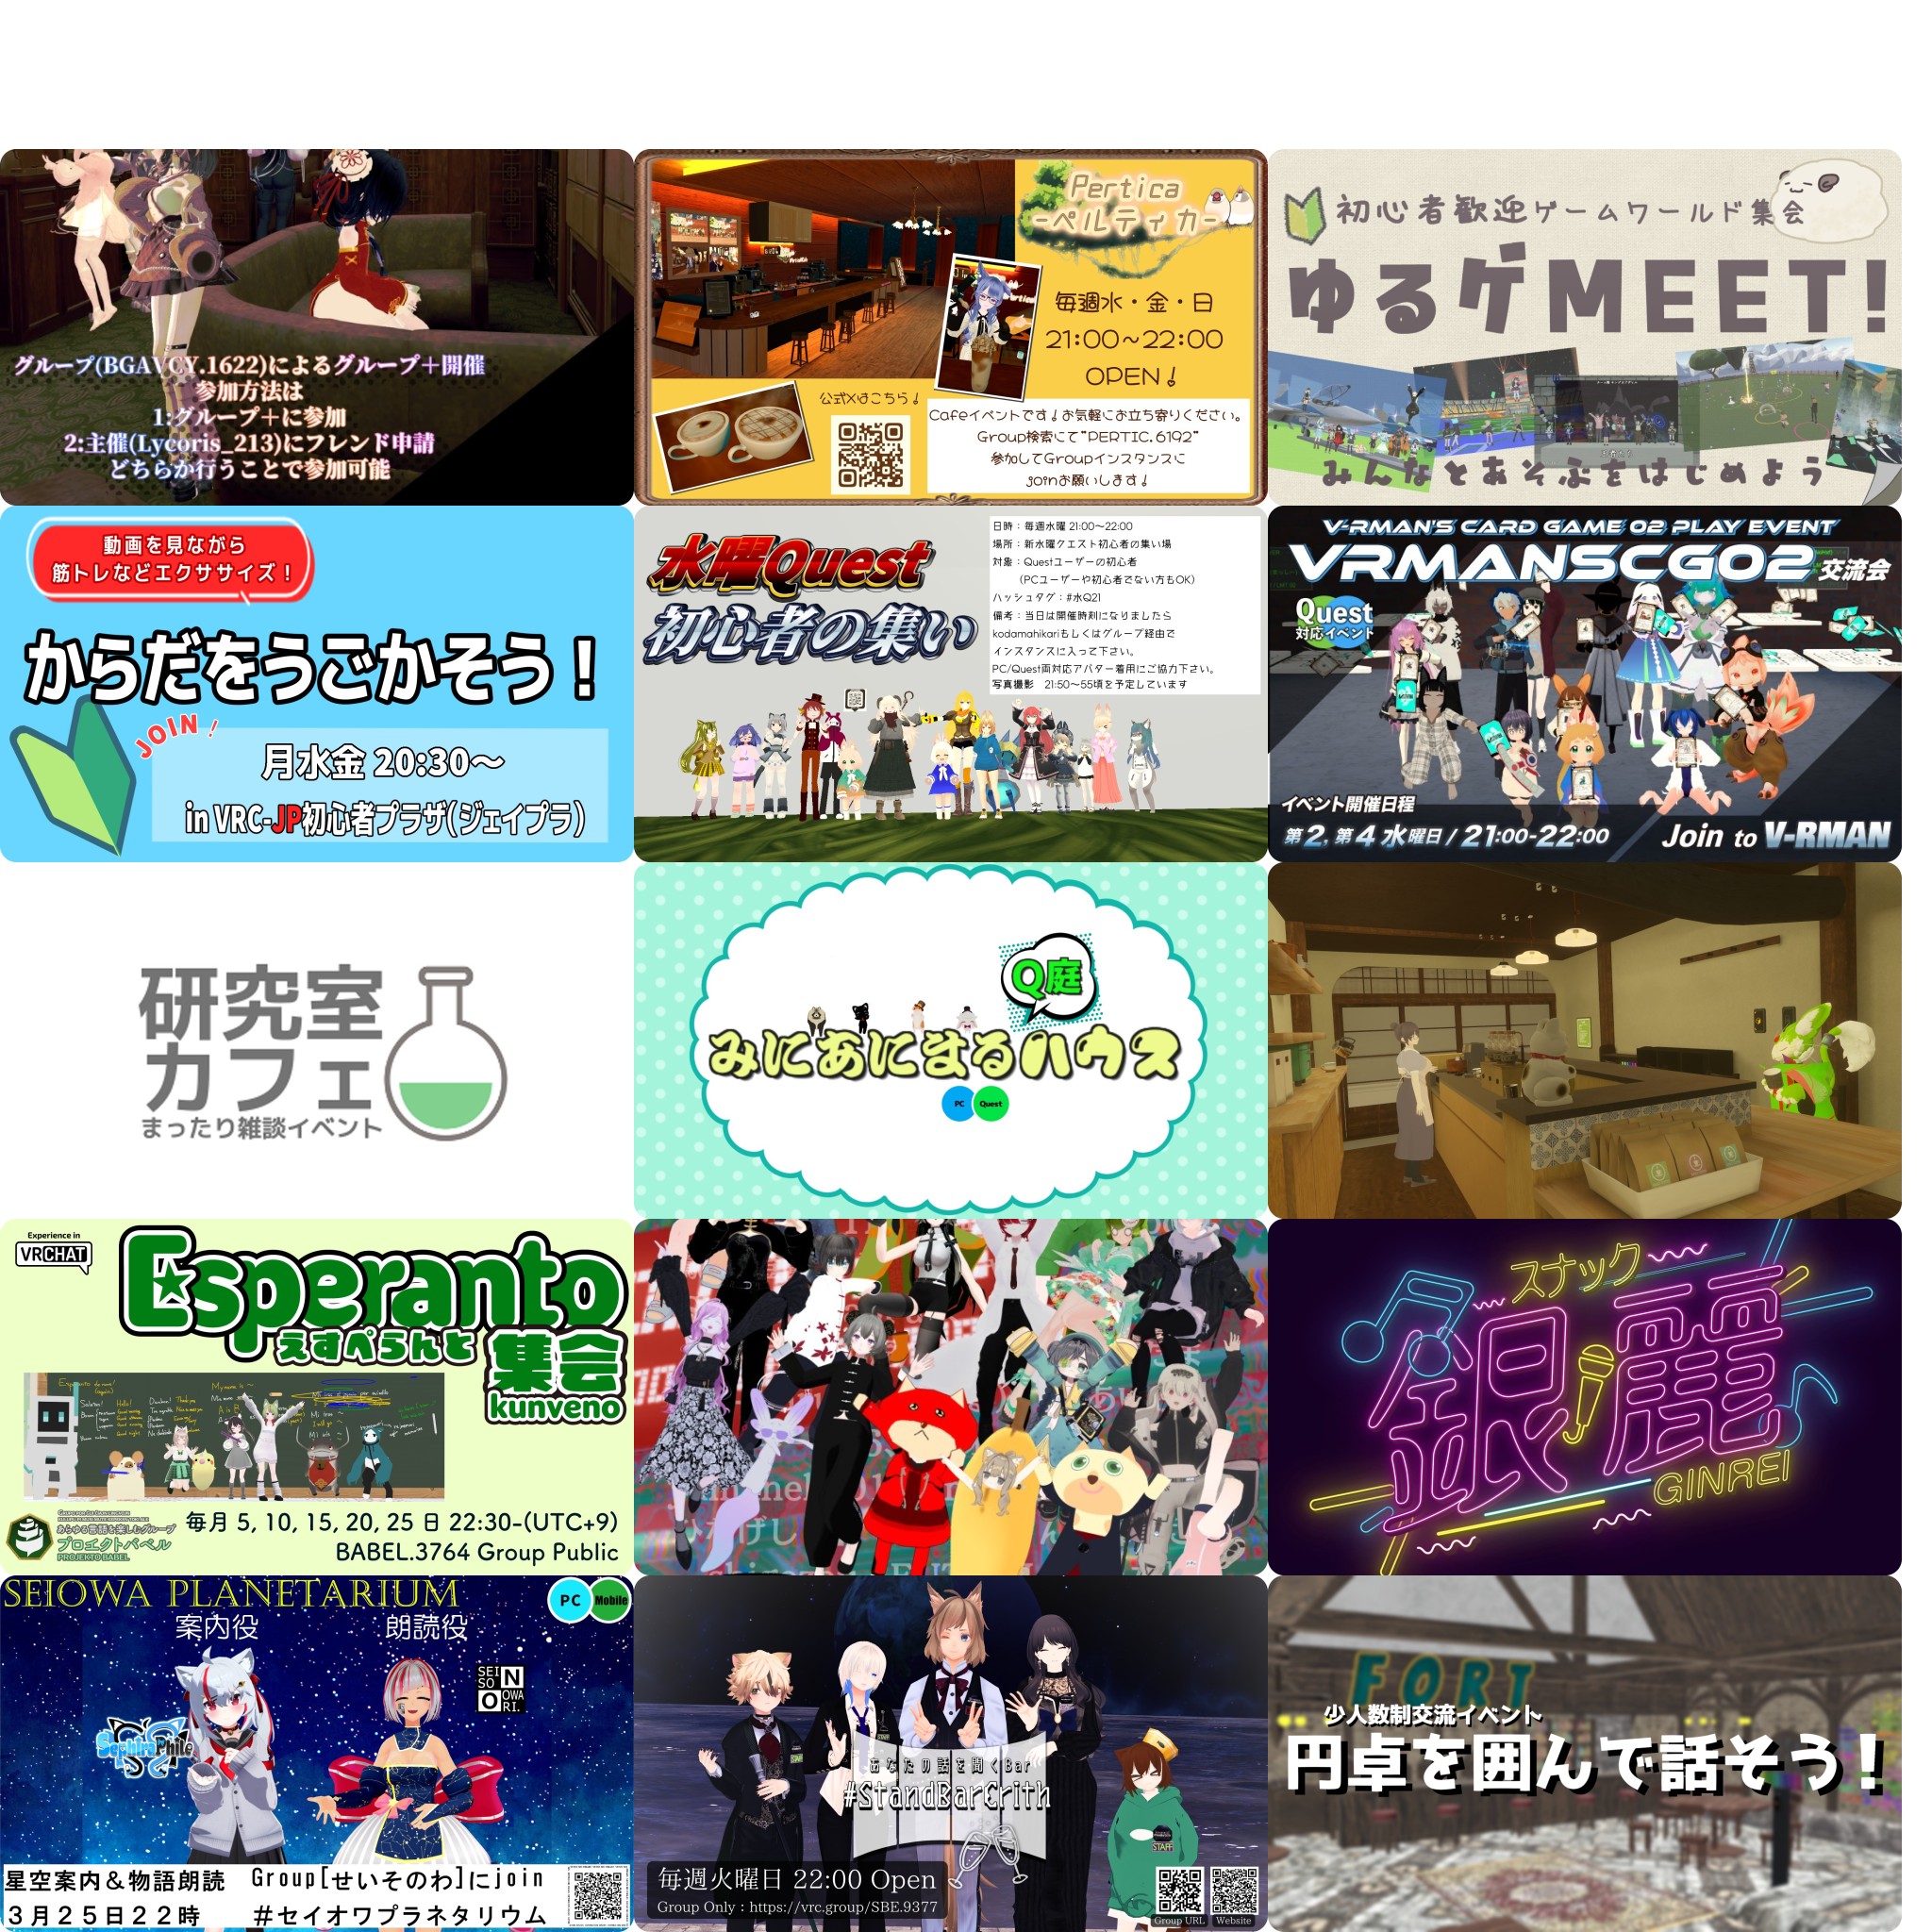 グループ(BGAVCY.1622)によるグループ＋開催
参加方法は
1:グループ＋に参加
2:主催(Lycoris_213)にフレンド申請
どちらか行うことで参加可能
Pertica
-ペルティカ-
毎週水・金・日
21:00~22:00
OPEN!
公式Xはこちら!
Cafeイベントです!お気軽にお立ち寄りください。
Group検索にて"PERTIC.6192"
参加してGroupインスタンスに
joinお願いします!
初心者歓迎ゲームワールド集会
ゆるゲMEET!
みんなとあそぶをはじめよう
動画を見ながら
筋トレなどエクササイズ！
からだをうごかそう！
JOIN！
月水金 20:30～
in VRC-JP初心者プラザ(ジェイプラ)
水曜Quest
初心者の集い
日時：毎週水曜 21:00～22:00
場所：新水曜クエスト初心者の集い場
対象：Questユーザーの初心者
（PCユーザーや初心者でない方もOK）
ハッシュタグ：#水Q21
備考：当日は開催時刻になりましたら
kodamahikariもしくはグループ経由で
インスタンスに入って下さい。
PC/Quest両対応アバター着用にご協力下さい。
写真撮影　21:50～55頃を予定しています
V-RMAN'S CARD GAME 02 PLAY EVENT
VRMANSCG02 交流会
Quest
対応イベント
イベント開催日程
第2, 第4 水曜日 / 21:00-22:00
Join to V-RMAN
研究室
カフェ
まったり雑談イベント
Q庭
みにあにまるハウス
PC Quest
Experience in
VRCHAT
Esperanto
えすぺらんと
集会
kunveno
あらゆる言語を楽しむグループ
プロエクトバベル
PROJEKTO BABEL
毎月 5, 10, 15, 20, 25 日 22:30-(UTC+9)
BABEL.3764 Group Public
スナック
銀麗
GINREI
SEIOWA PLANETARIUM
PC Mobile
案内役 朗読役
SEI
SO N
O OWA
RI.
SephiraPhile
星空案内＆物語朗読
Group[せいそのわ]にjoin
３月２５日２２時
＃セイオワプラネタリウム
あなたの話を聞くBar
#StandBarCrith
STAFF
毎週火曜日 22:00 Open
Group Only : https://vrc.group/SBE.9377
Group URL Website
FORT
少人数制交流イベント
円卓を囲んで話そう！